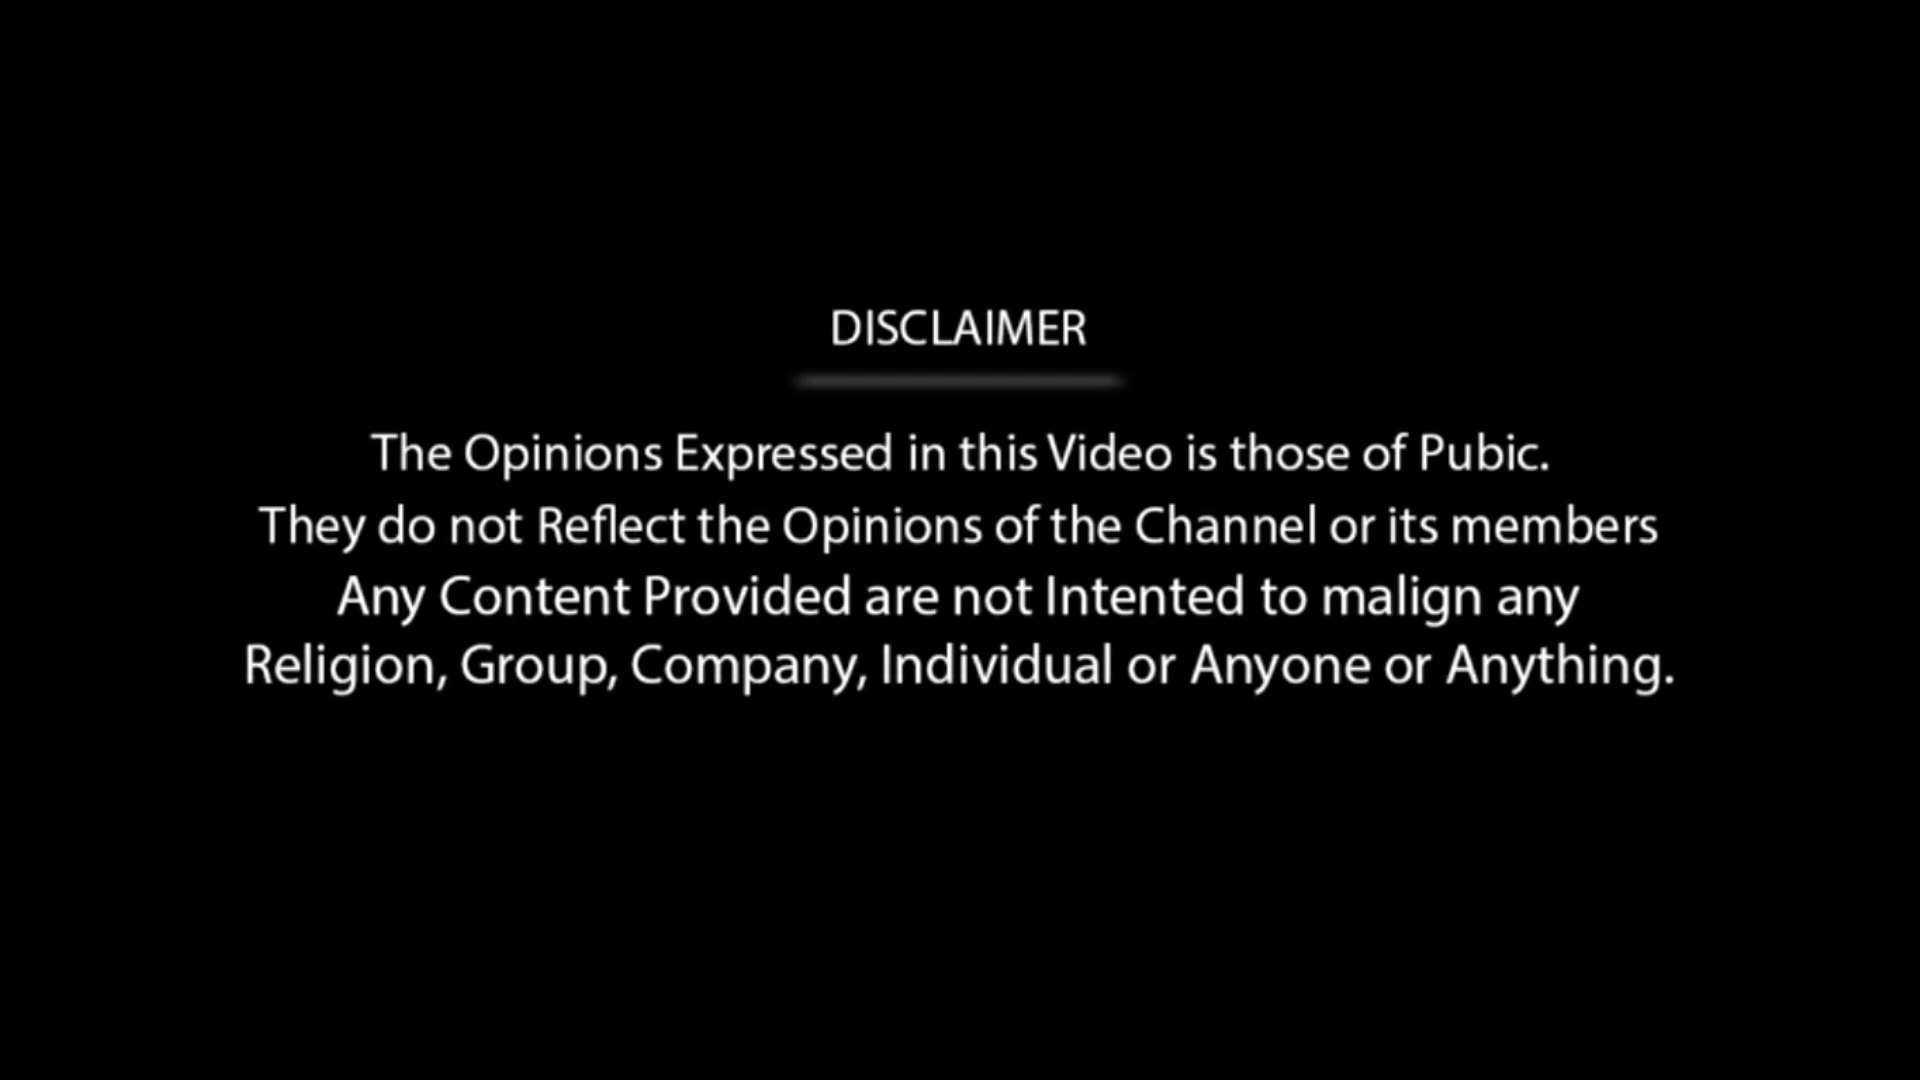 DISCLAIMER
The Opinions Expressed in this Video is those of Pubic.
They do not Reflect the Opinions of the Channel or its members
Any Content Provided are not Intented to malign any
Religion, Group, Company, Individual or Anyone or Anything.